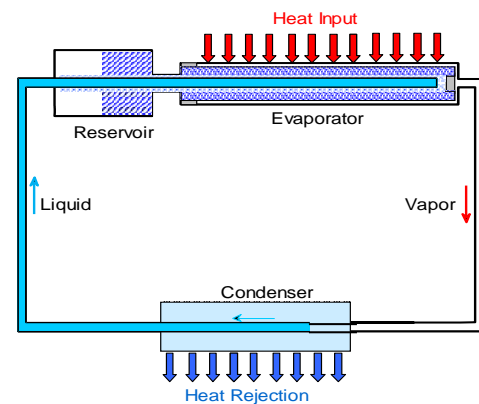 Heat Input
Reservoir
Evaporator
Liquid
Vapor
Condenser
Heat Rejection